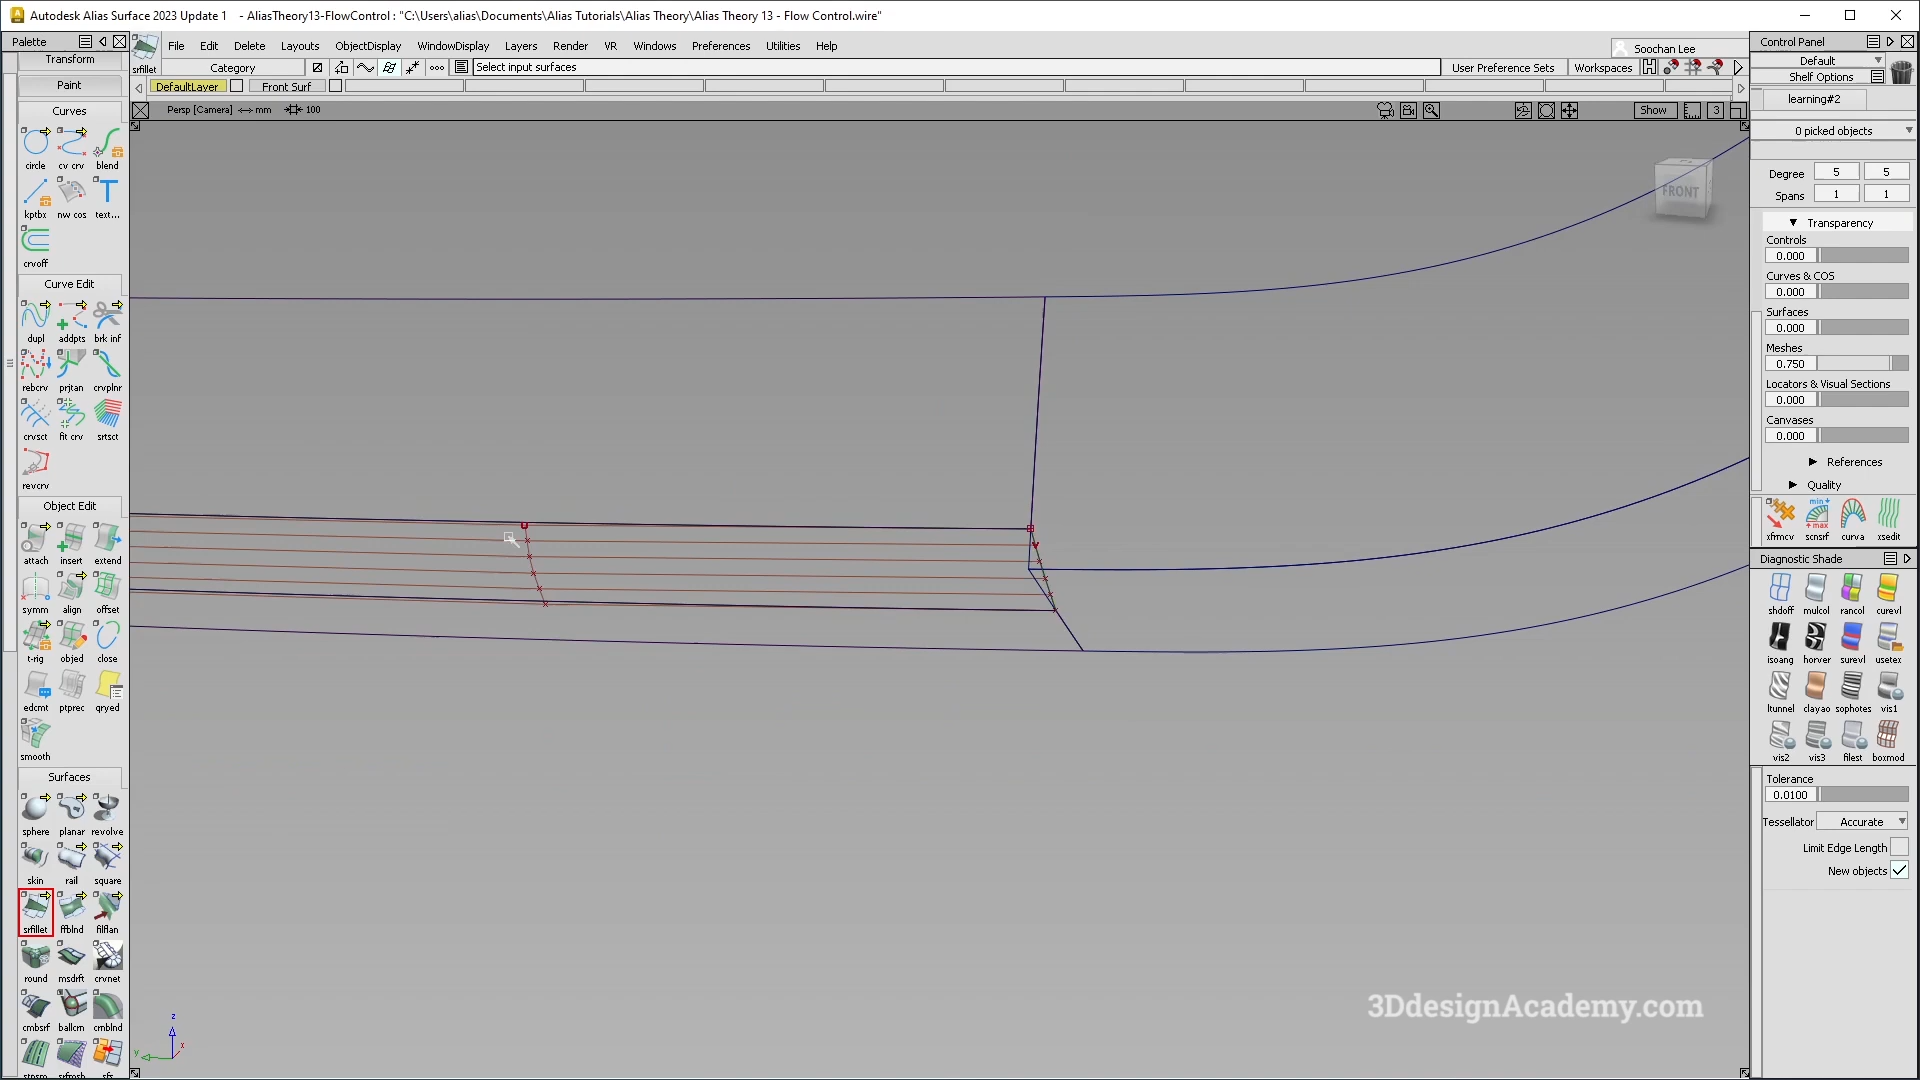 Autodesk Alias Surface 2023 Update 1 - AliasTheory13-FlowControl : "C:\Users\alias\Documents\Alias Tutorials\Alias Theory\Alias Theory 13 - Flow Control.wire"
Palette
File Edit Delete Layouts ObjectDisplay WindowDisplay Layers Render VR Windows Preferences Utilities Help
Soochan Lee
srfillet
Category
Select input surfaces
User Preference Sets
Workspaces
DefaultLayer
Front Surf
Persp [Camera] mm 100
Show
3
FRONT
Transform
Paint
Curves
circle cv crv blend
kptbx nw cos text...
crvoff
Curve Edit
dupl addpts brk inf
rebcrv prjtan crvplnr
crvsct fit crv srtsct
revcrv
Object Edit
attach insert extend
symm align offset
t-rig objed close
edcmt ptprec qryed
smooth
Surfaces
sphere planar revolve
skin rail square
srfillet ffblnd filflan
round msdrft crvnet
cmbsrf ballcrn cmblnd
z
y x
3DdesignAcademy.com
Control Panel
Default
Shelf Options
learning#2
0 picked objects
Degree 5 5
Spans 1 1
Transparency
Controls
0.000
Curves & COS
0.000
Surfaces
0.000
Meshes
0.750
Locators & Visual Sections
0.000
Canvases
0.000
References
Quality
min
max
xfrmcv scnsrf curva xsedit
Diagnostic Shade
shdoff mulcol rancol curevl
isoang horver surevl usetex
ltunnel clayao sophotes vis1
vis2 vis3 filest boxmod
Tolerance
0.0100
Tessellator Accurate
Limit Edge Length
New objects